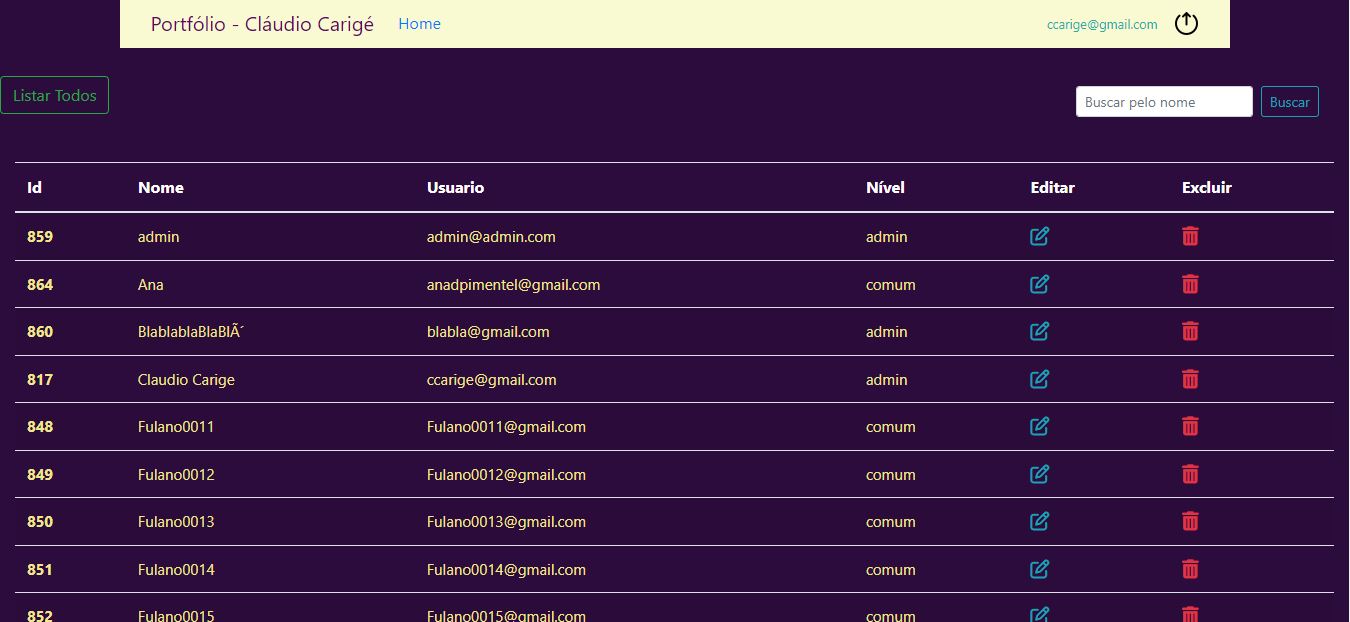 Portfólio - Cláudio Carigé Home ccarige@gmail.com
Listar Todos Buscar pelo nome Buscar
Id Nome Usuario Nível Editar Excluir
859 admin admin@admin.com admin
864 Ana anadpimentel@gmail.com comum
860 BlablablaBlaBlÃ´ blabla@gmail.com admin
817 Claudio Carige ccarige@gmail.com admin
848 Fulano0011 Fulano0011@gmail.com comum
849 Fulano0012 Fulano0012@gmail.com comum
850 Fulano0013 Fulano0013@gmail.com comum
851 Fulano0014 Fulano0014@gmail.com comum
852 Fulano0015 Fulano0015@gmail.com comum